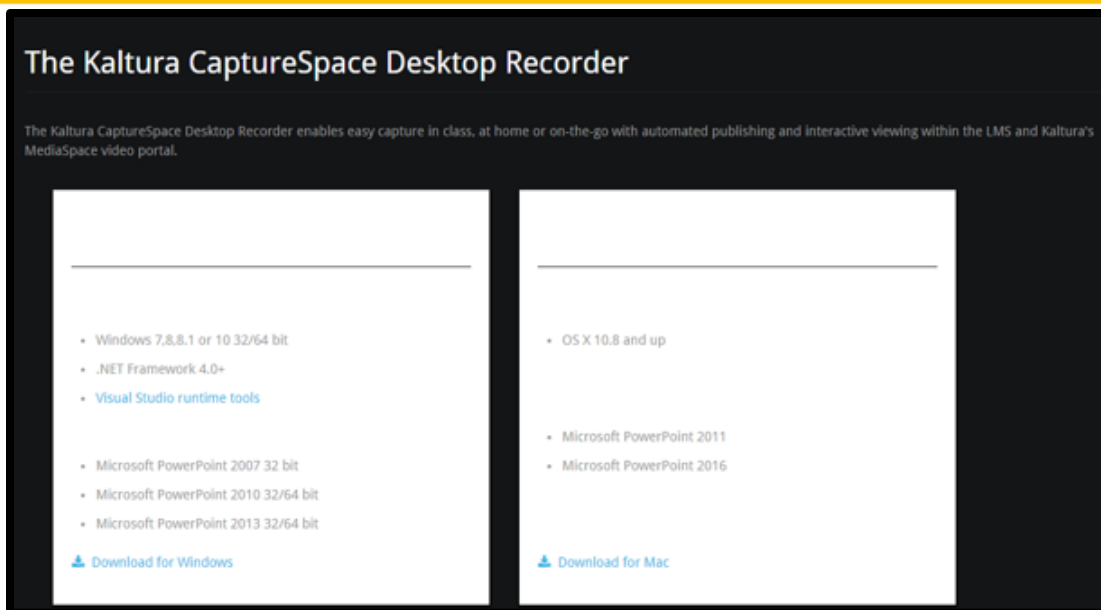 The Kaltura CaptureSpace Desktop Recorder
The Kaltura CaptureSpace Desktop Recorder enables easy capture in class, at home or on-the-go with automated publishing and interactive viewing within the LMS and Kaltura's
MediaSpace video portal.
• Windows 7,8,8.1 or 10 32/64 bit
• .NET Framework 4.0+
• Visual Studio runtime tools
• Microsoft PowerPoint 2007 32 bit
• Microsoft PowerPoint 2010 32/64 bit
• Microsoft PowerPoint 2013 32/64 bit
Download for Windows
• OS X 10.8 and up
• Microsoft PowerPoint 2011
• Microsoft PowerPoint 2016
Download for Mac